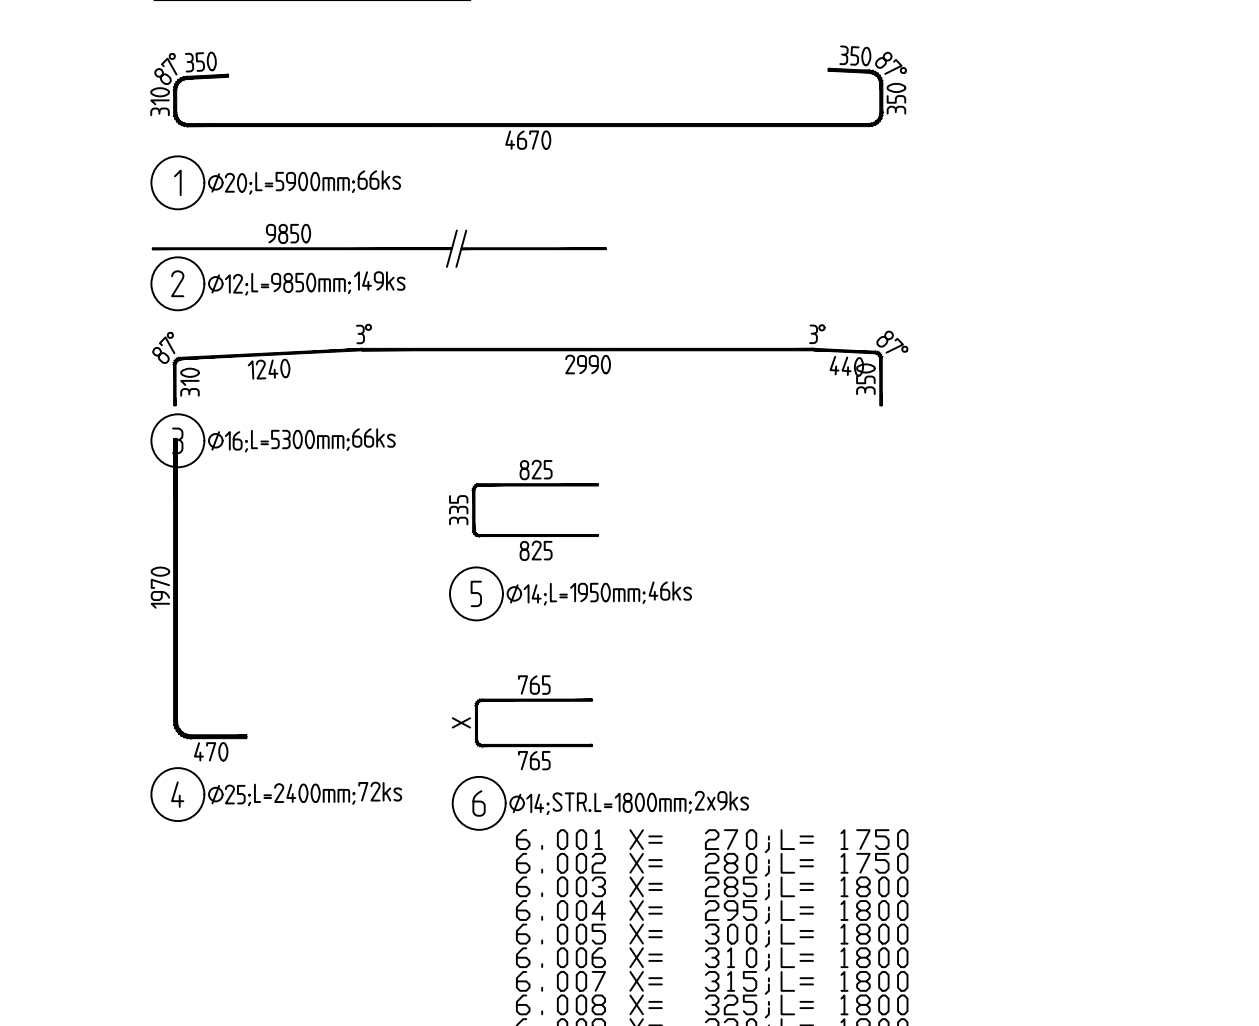 87° 350
350 87°
310
350
4670
1 Ø20;L=5900mm;66ks
9850
2 Ø12;L=9850mm;149ks
87° 3° 3° 87°
310 1240 2990 440 350
3 Ø16;L=5300mm;66ks
825
335
825
1970
5 Ø14;L=1950mm;46ks
765
X
765
470
4 Ø25;L=2400mm;72ks
6 Ø14;STR.L=1800mm;2x9ks
6.001 X= 270;L= 1750
6.002 X= 280;L= 1750
6.003 X= 285;L= 1800
6.004 X= 295;L= 1800
6.005 X= 300;L= 1800
6.006 X= 310;L= 1800
6.007 X= 315;L= 1800
6.008 X= 325;L= 1800